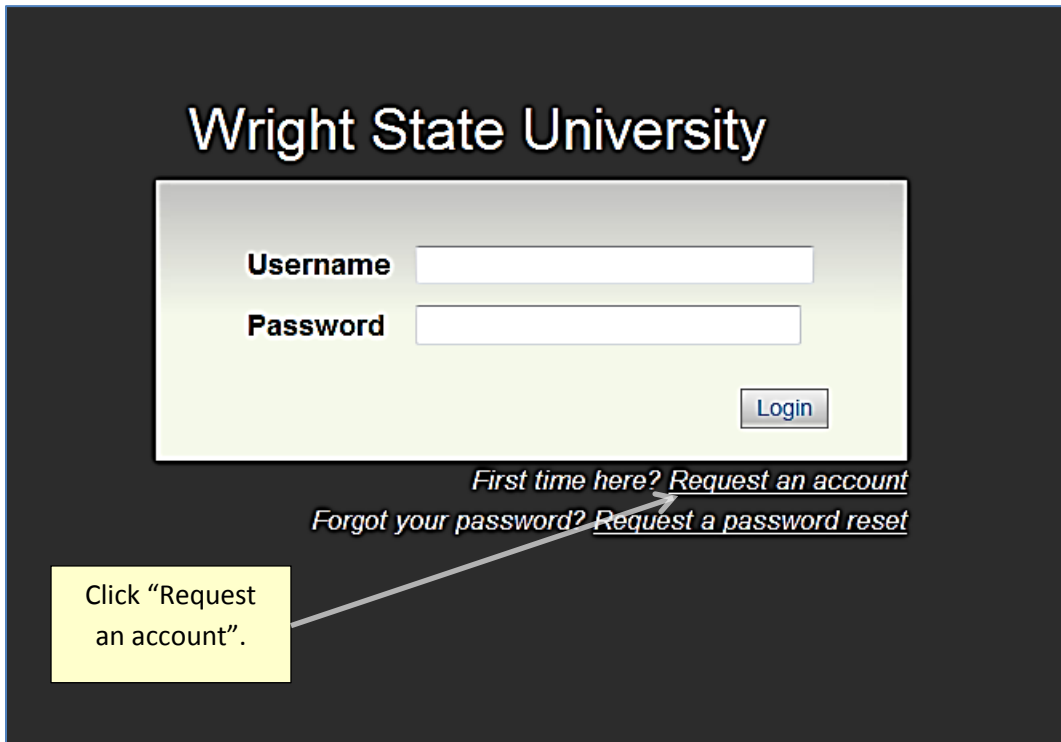 Wright State University
Username
Password
Login
First time here? Request an account
Forgot your password? Request a password reset
Click “Request
an account”.